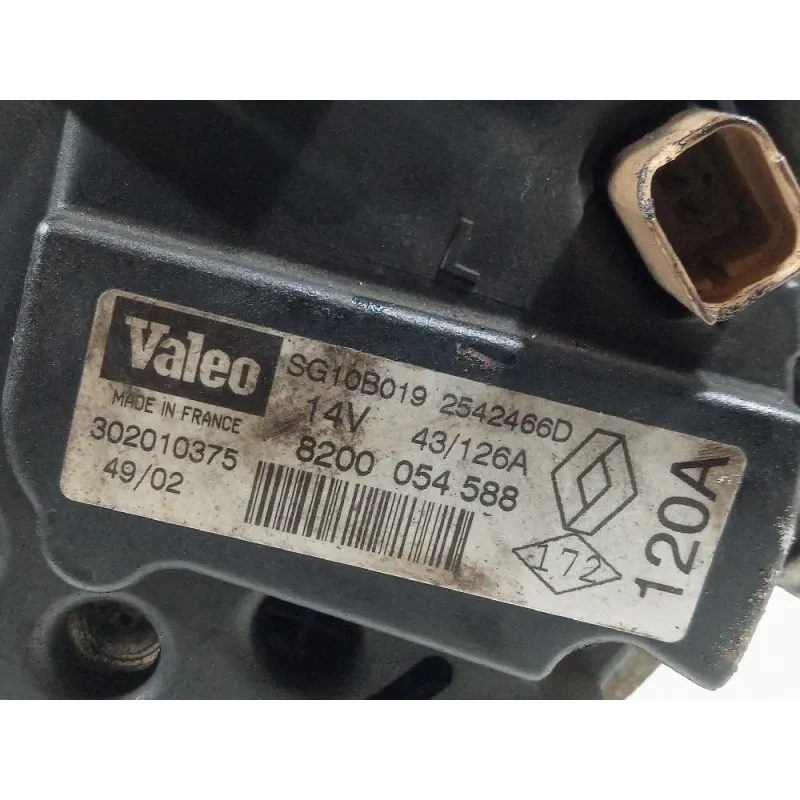 Valeo SG10B019 2542466D
MADE IN FRANCE 14V 43/126A
302010375 8200 054 588
49/02
172
120A